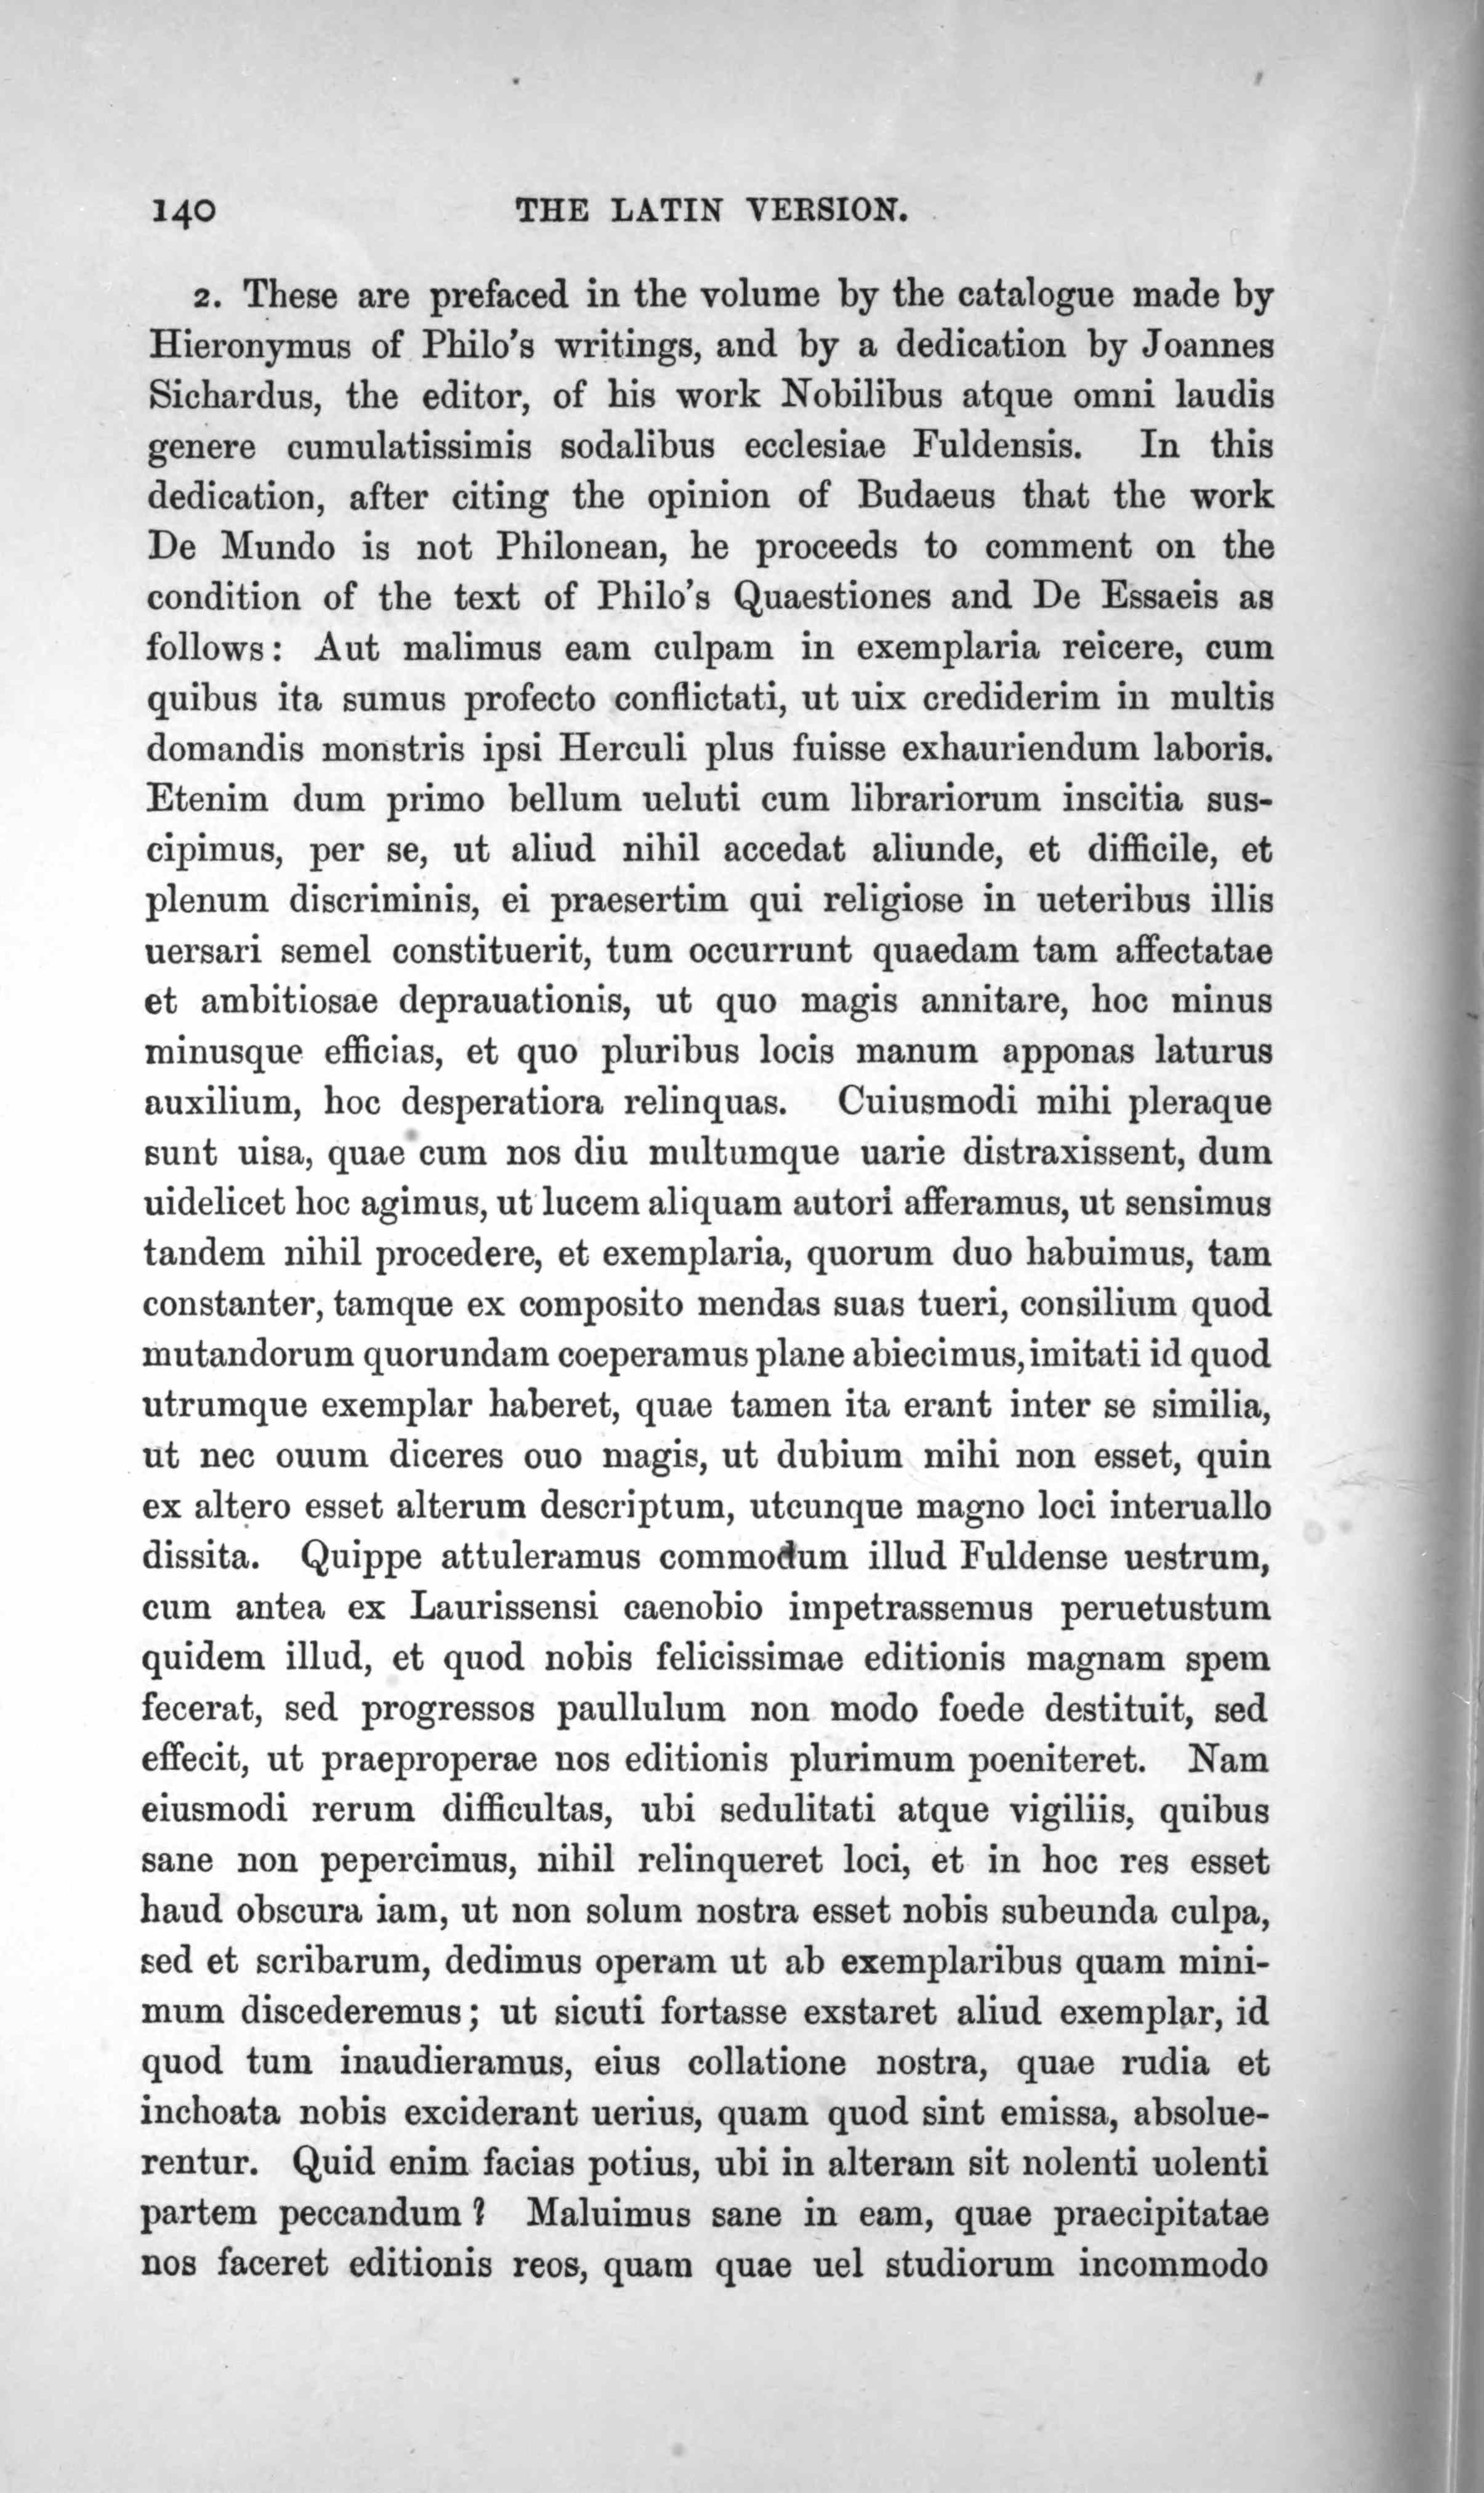 140 THE LATIN VERSION.
2. These are prefaced in the volume by the catalogue made by
Hieronymus of Philo's writings, and by a dedication by Joannes
Sichardus, the editor, of his work Nobilibus atque omni laudis
genere cumulatissimis sodalibus ecclesiae Fuldensis. In this
dedication, after citing the opinion of Budaeus that the work
De Mundo is not Philonean, he proceeds to comment on the
condition of the text of Philo's Quaestiones and De Essaeis as
follows: Aut malimus eam culpam in exemplaria reicere, cum
quibus ita sumus profecto conflictati, ut uix crediderim in multis
domandis monstris ipsi Herculi plus fuisse exhauriendum laboris.
Etenim dum primo bellum ueluti cum librariorum inscitia sus-
cipimus, per se, ut aliud nihil accedat aliunde, et difficile, et
plenum discriminis, ei praesertim qui religiose in ueteribus illis
uersari semel constituerit, tum occurrunt quaedam tam affectatae
et ambitiosae deprauationis, ut quo magis annitare, hoc minus
minusque efficias, et quo pluribus locis manum apponas laturus
auxilium, hoc desperatiora relinquas. Cuiusmodi mihi pleraque
sunt uisa, quae cum nos diu multumque uarie distraxissent, dum
uidelicet hoc agimus, ut lucem aliquam autori afferamus, ut sensimus
tandem nihil procedere, et exemplaria, quorum duo habuimus, tam
constanter, tamque ex composito mendas suas tueri, consilium quod
mutandorum quorundam coeperamus plane abiecimus, imitati id quod
utrumque exemplar haberet, quae tamen ita erant inter se similia,
ut nec ouum diceres ouo magis, ut dubium mihi non esset, quin
ex altero esset alterum descriptum, utcunque magno loci interuallo
dissita. Quippe attuleramus commodum illud Fuldense uestrum,
cum antea ex Laurissensi caenobio impetrassemus peruetustum
quidem illud, et quod nobis felicissimae editionis magnam spem
fecerat, sed progressos paullulum non modo foede destituit, sed
effecit, ut praeproperae nos editionis plurimum poeniteret. Nam
eiusmodi rerum difficultas, ubi sedulitati atque vigiliis, quibus
sane non pepercimus, nihil relinqueret loci, et in hoc res esset
haud obscura iam, ut non solum nostra esset nobis subeunda culpa,
sed et scribarum, dedimus operam ut ab exemplaribus quam mini-
mum discederemus; ut sicuti fortasse exstaret aliud exemplar, id
quod tum inaudieramus, eius collatione nostra, quae rudia et
inchoata nobis exciderant uerius, quam quod sint emissa, absolue-
rentur. Quid enim facias potius, ubi in alteram sit nolenti uolenti
partem peccandum? Maluimus sane in eam, quae praecipitatae
nos faceret editionis reos, quam quae uel studiorum incommodo